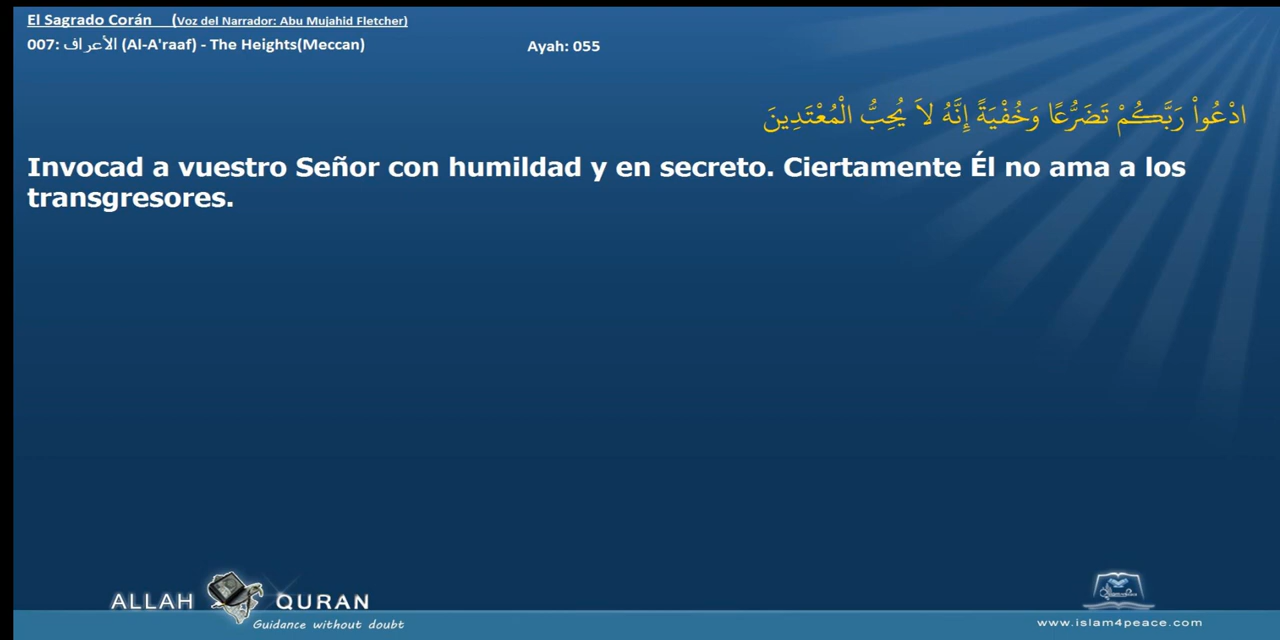 El Sagrado Corán (Voz del Narrador: Abu Mujahid Fletcher)
007: الأعراف (Al-A'raaf) - The Heights(Meccan) Ayah: 055
ادْعُواْ رَبَّكُمْ تَضَرُّعًا وَخُفْيَةً إِنَّهُ لاَ يُحِبُّ الْمُعْتَدِينَ
Invocad a vuestro Señor con humildad y en secreto. Ciertamente Él no ama a los
transgresores.
ALLAH QURAN
Guidance without doubt
www.islam4peace.com